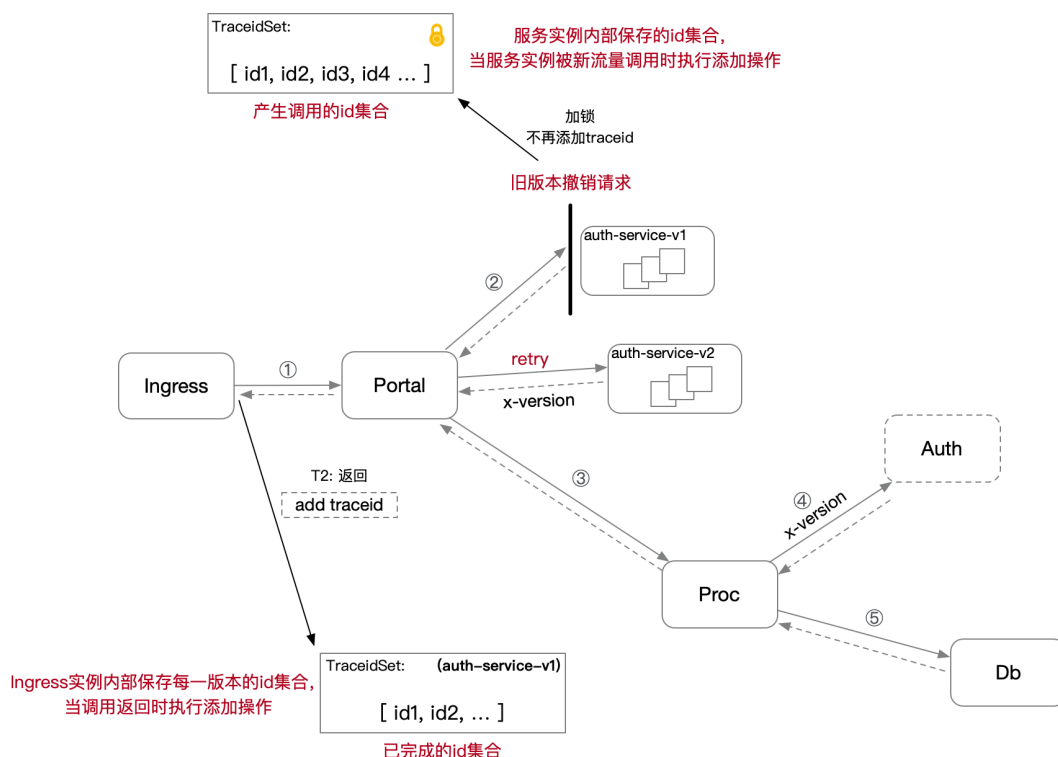 TraceidSet:
[ id1, id2, id3, id4 ... ]
产生调用的id集合
服务实例内部保存的id集合，
当服务实例被新流量调用时执行添加操作
加锁
不再添加traceid
旧版本撤销请求
auth-service-v1
②
retry
auth-service-v2
x-version
①
Ingress
Portal
T2: 返回
add traceid
③
Auth
④
x-version
Proc
⑤
Db
Ingress实例内部保存每一版本的id集合，
当调用返回时执行添加操作
TraceidSet: (auth-service-v1)
[ id1, id2, ... ]
已完成的id集合